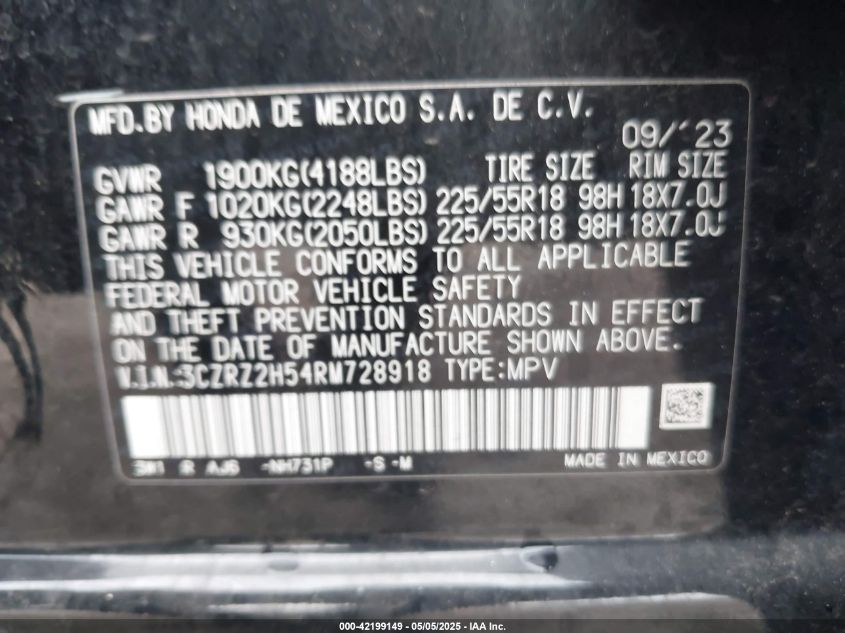 MFD.BY HONDA DE MEXICO S.A. DE C.V.
09/'23
GVWR 1900KG(4188LBS) TIRE SIZE RIM SIZE
GAWR F 1020KG(2248LBS) 225/55R18 98H 18X7.0J
GAWR R 930KG(2050LBS) 225/55R18 98H 18X7.0J
THIS VEHICLE CONFORMS TO ALL APPLICABLE
FEDERAL MOTOR VEHICLE SAFETY
AND THEFT PREVENTION STANDARDS IN EFFECT
ON THE DATE OF MANUFACTURE SHOWN ABOVE.
V.I.N.:3CZRZ2H54RM728918 TYPE:MPV
R AJ6 -NH731P -S -M MADE IN MEXICO
000-42199149 - 05/05/2025 - IAA Inc.